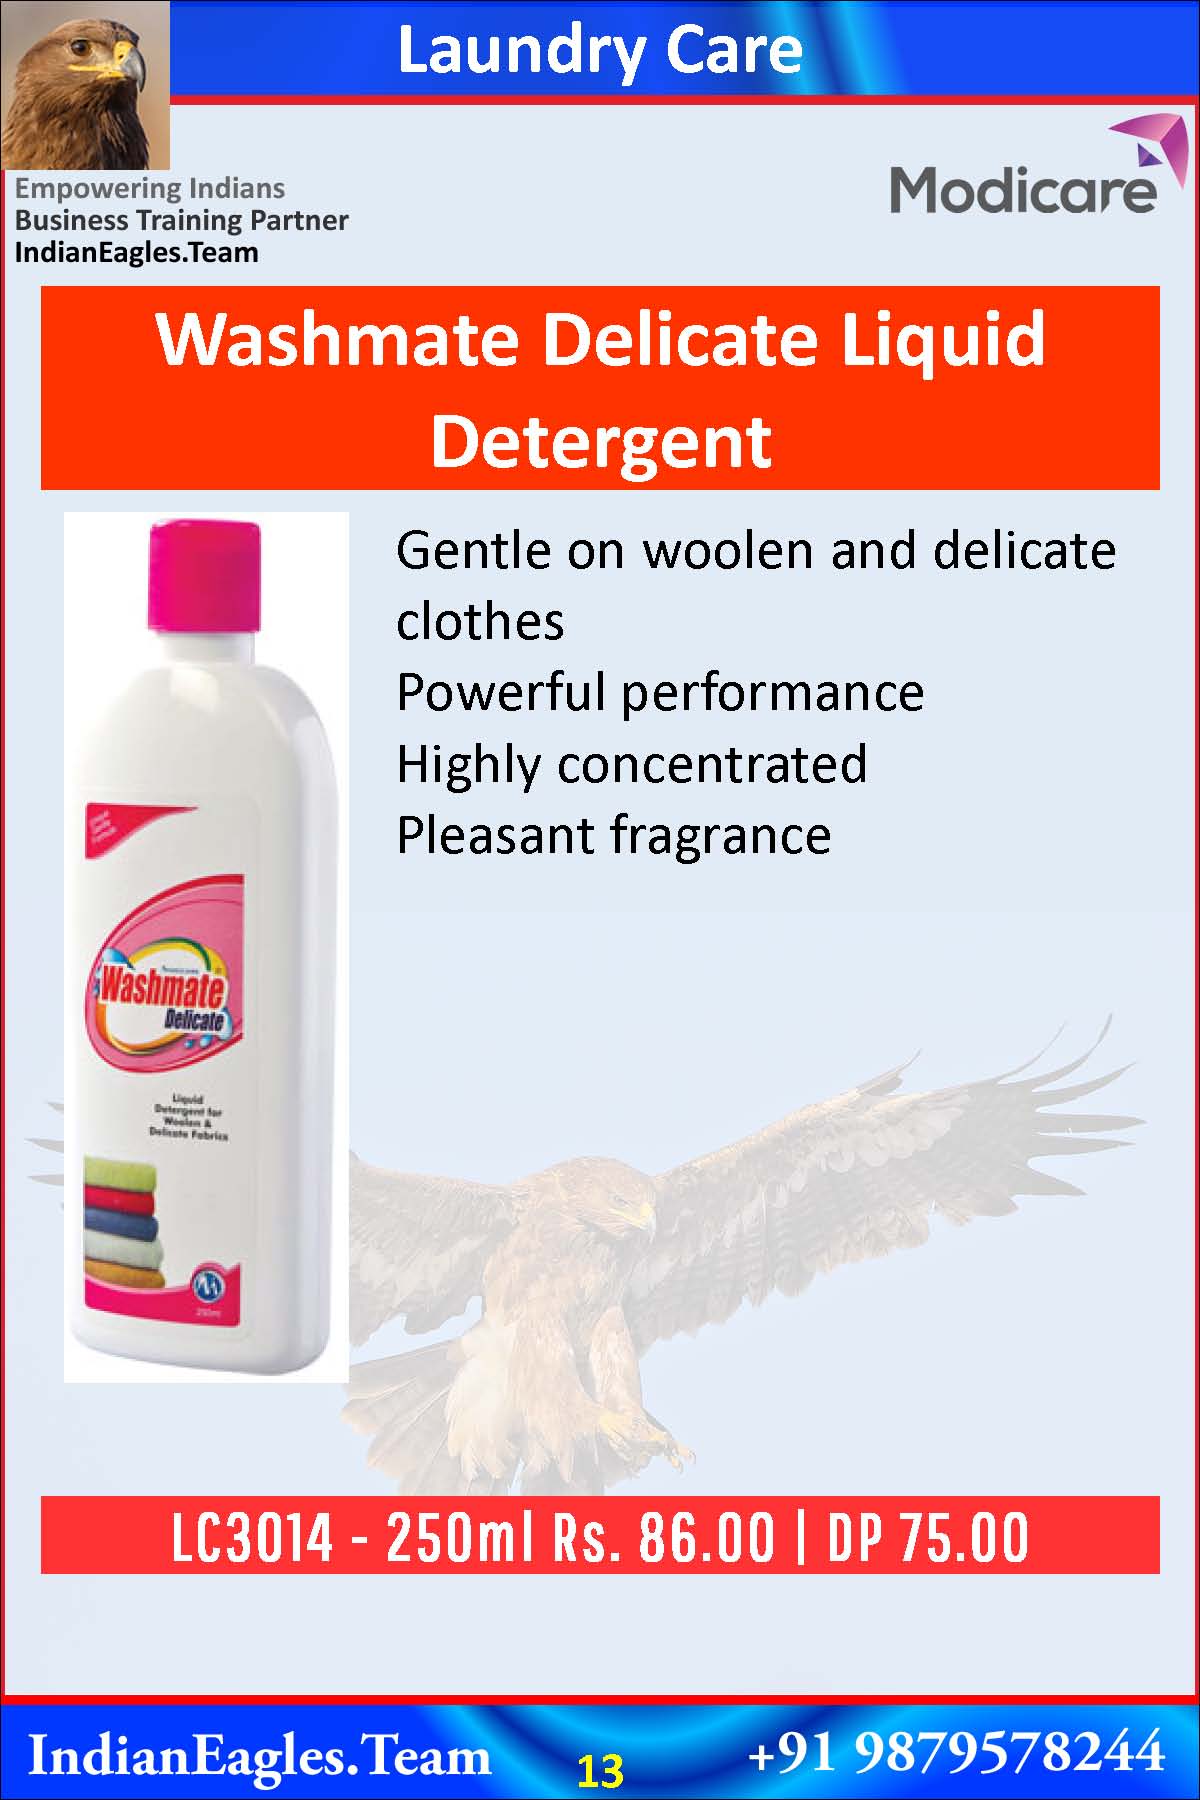 Laundry Care
Empowering Indians
Business Training Partner
IndianEagles.Team
Modicare
Washmate Delicate Liquid
Detergent
Gentle on woolen and delicate
clothes
Powerful performance
Highly concentrated
Pleasant fragrance
Washmate
Delicate
Liquid
Detergent for
Woolen &
Delicate Fabrics
250ml
LC3014 - 250ml Rs. 86.00 | DP 75.00
IndianEagles.Team
13
+91 9879578244